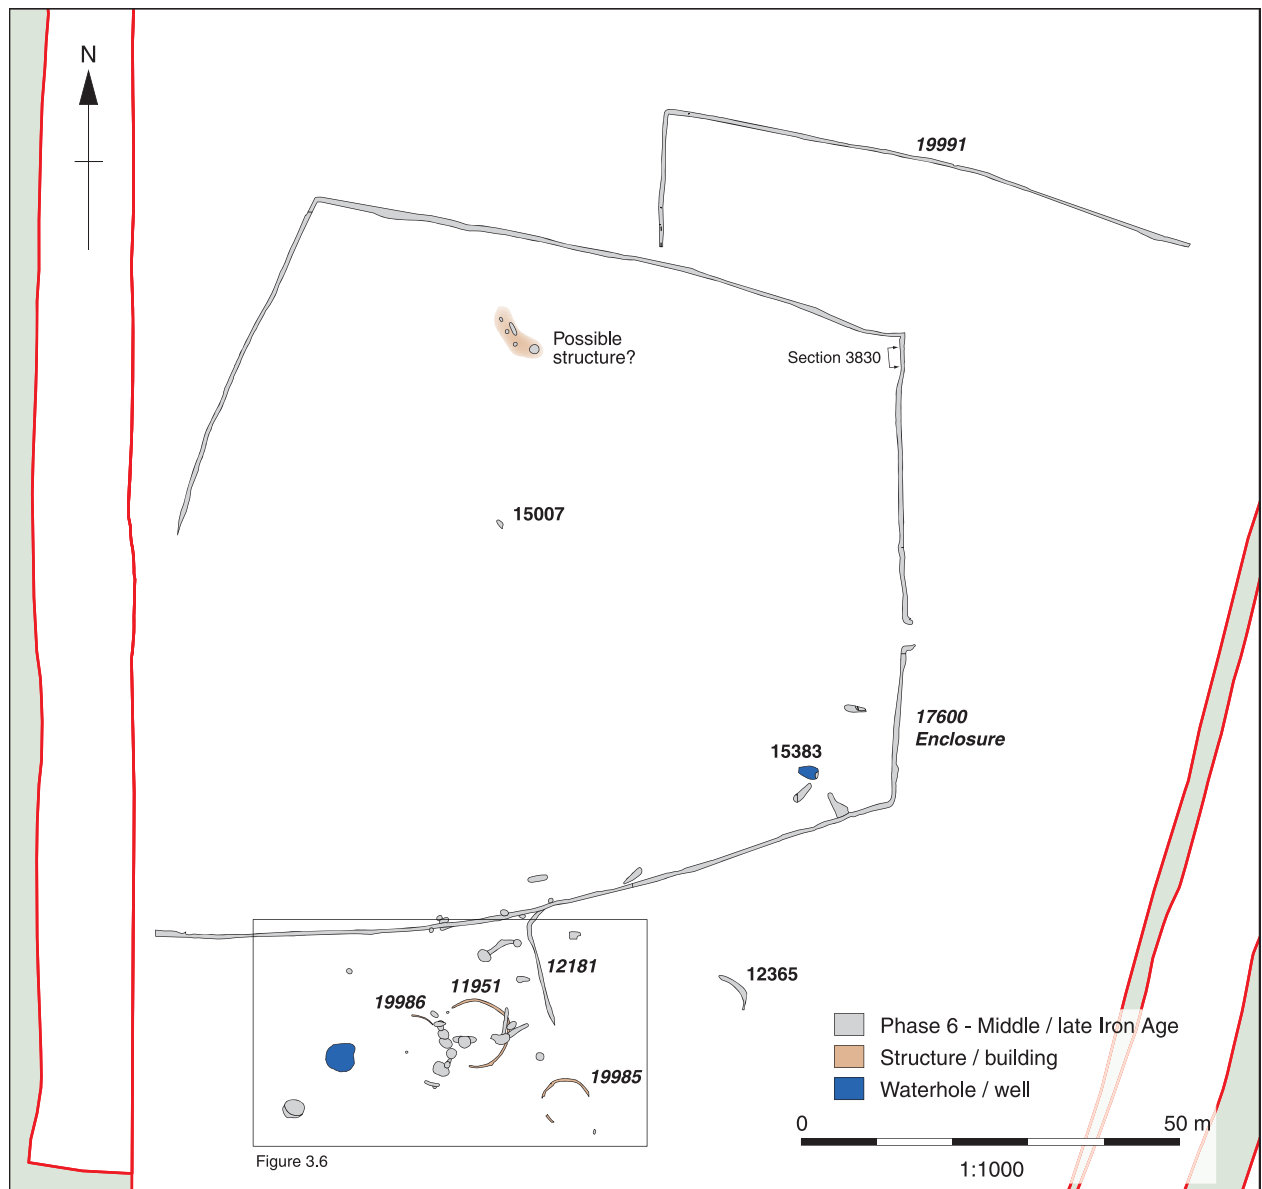 N
19991
Possible
structure?
Section 3830
15007
17600
Enclosure
15383
12181
12365
11951
19986
19985
Figure 3.6
Phase 6 - Middle / late Iron Age
Structure / building
Waterhole / well
0 50 m
1:1000